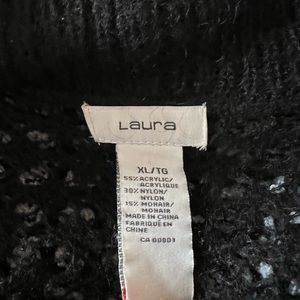 Laura
XL/TG
55% ACRYLIC/
ACRYLIQUE
30% NYLON/
NYLON
15% MOHAIR/
MOHAIR
MADE IN CHINA
FABRIQUÉ EN
CHINE
CA 00803